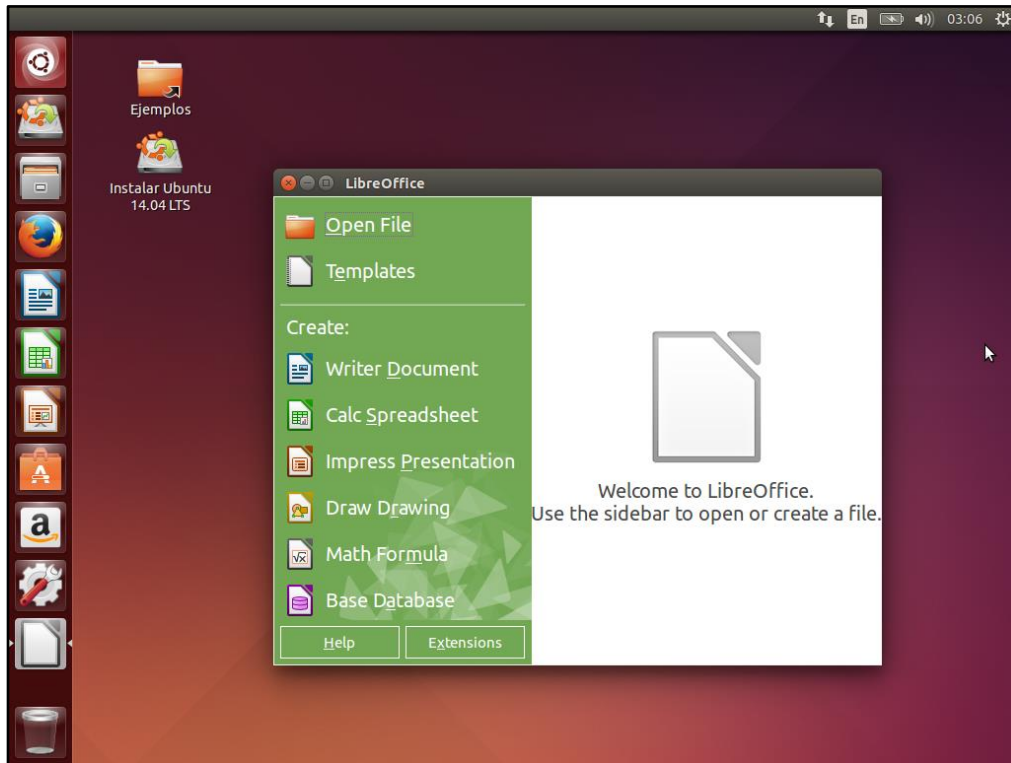 En
03:06
Ejemplos
Instalar Ubuntu
14.04 LTS
LibreOffice
Open File
Templates
Create:
Writer Document
Calc Spreadsheet
Impress Presentation
Draw Drawing
Math Formula
Base Database
Help
Extensions
Welcome to LibreOffice.
Use the sidebar to open or create a file.
A
a